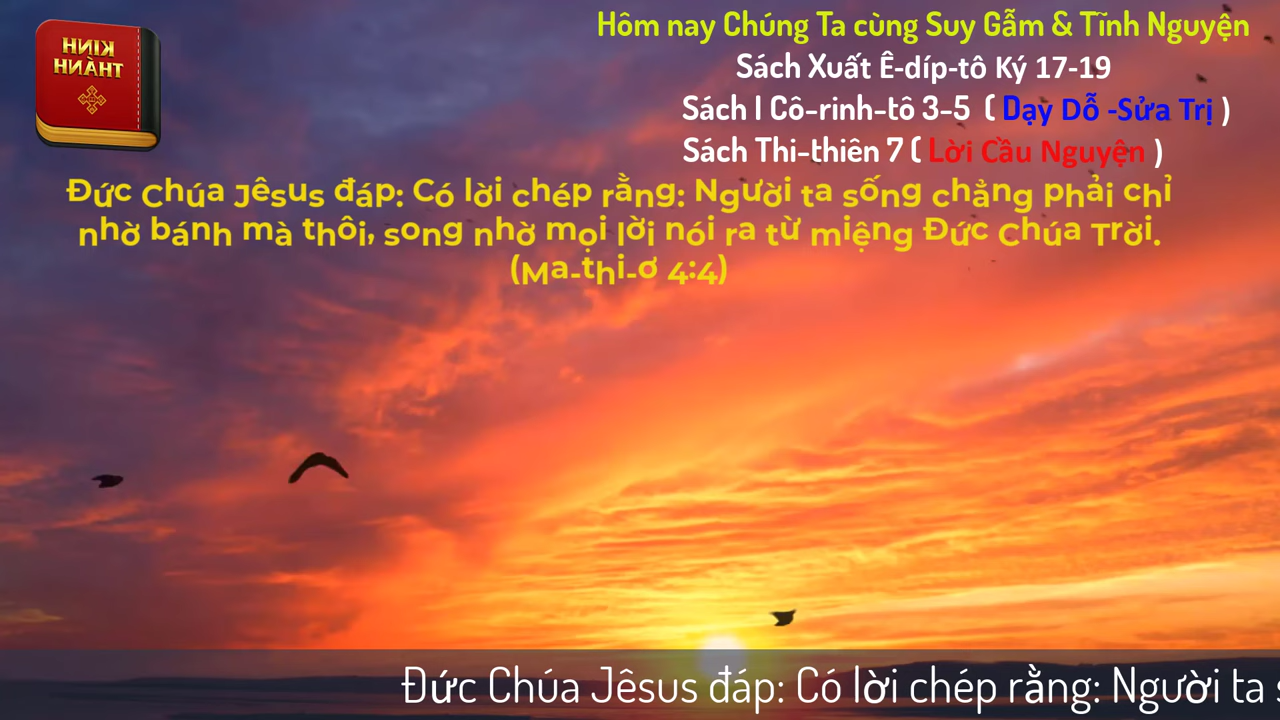 KINH
THÀNH
Hôm nay Chúng Ta cùng Suy Gẫm & Tĩnh Nguyện
Sách Xuất Ê-díp-tô Ký 17-19
Sách I Cô-rinh-tô 3-5 ( Dạy Dỗ -Sửa Trị )
Sách Thi-thiên 7 ( Lời Cầu Nguyện )
Đức Chúa Jêsus đáp: Có lời chép rằng: Người ta sống chẳng phải chỉ
nhờ bánh mà thôi, song nhờ mọi lời nói ra từ miệng Đức Chúa Trời.
(Ma-thi-ơ 4:4)
Đức Chúa Jêsus đáp: Có lời chép rằng: Người ta